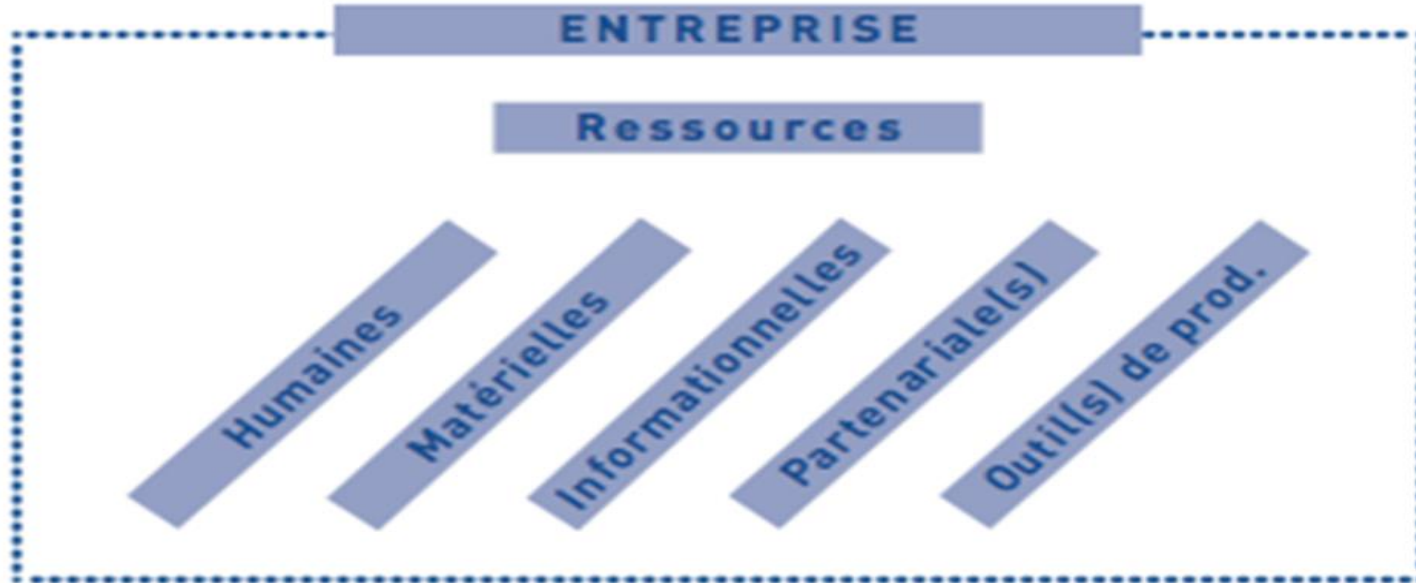 ENTREPRISE
Ressources
Humaines
Matérielles
Informationnelles
Partenariale(s)
Outil(s) de prod.